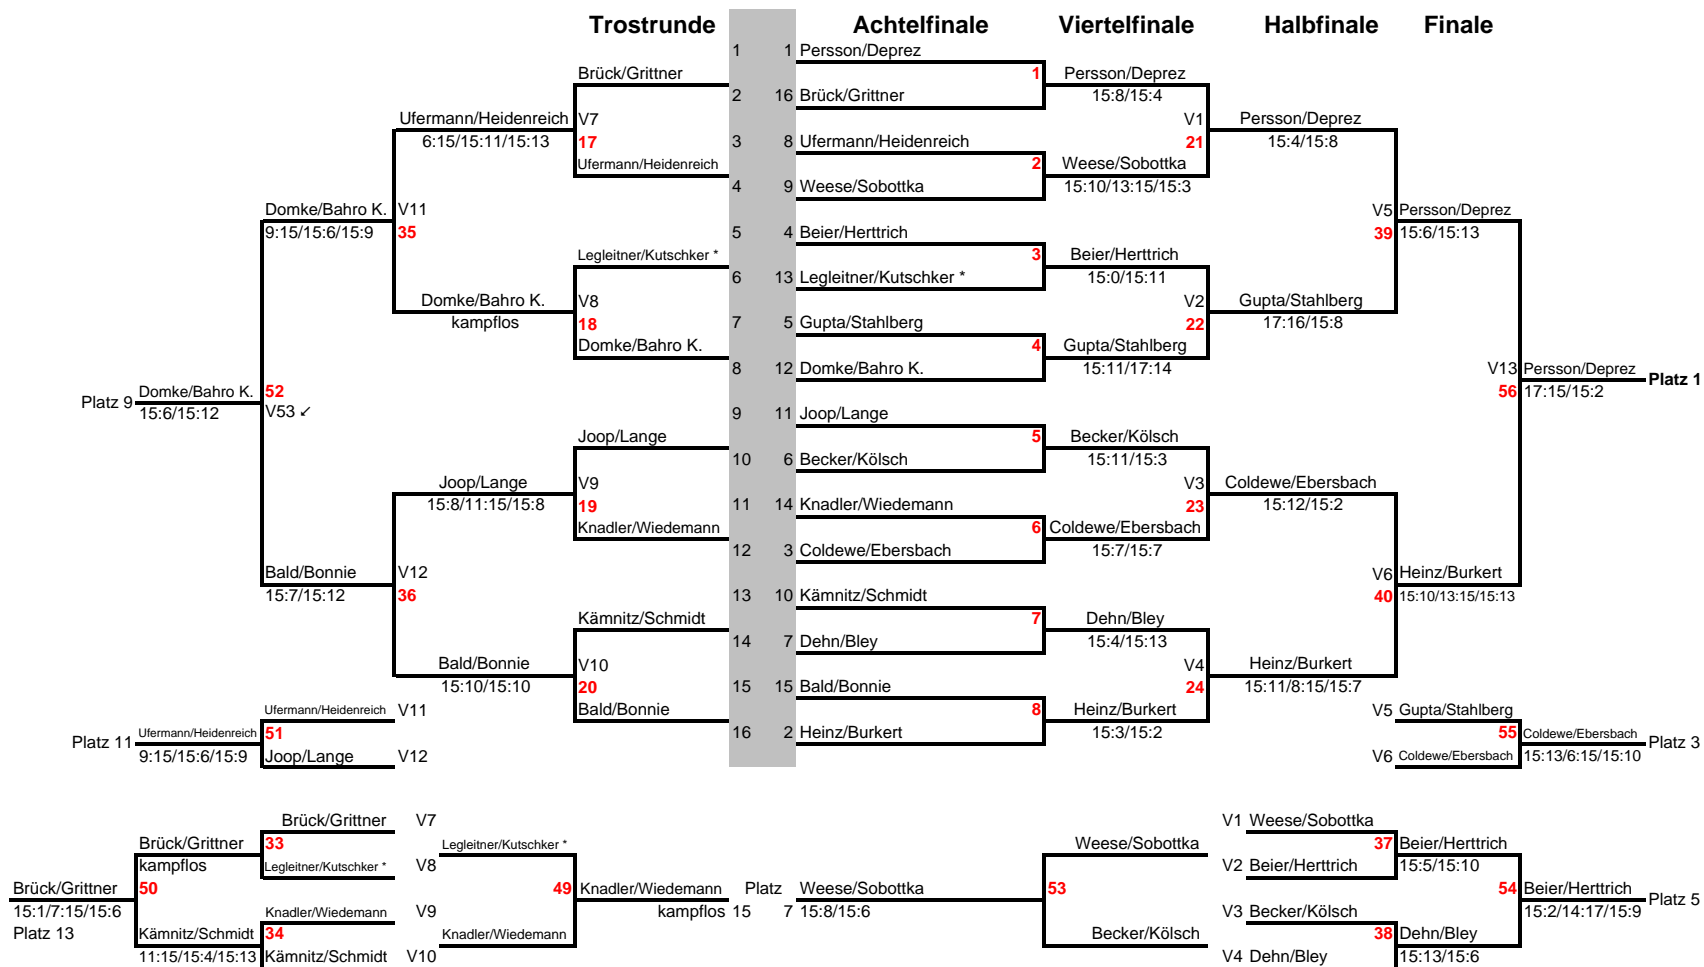 Trostrunde Achtelfinale Viertelfinale Halbfinale Finale
1 1 Persson/Deprez
Brück/Grittner 1 Persson/Deprez
2 16 Brück/Grittner 15:8/15:4
Ufermann/Heidenreich V7 V1 Persson/Deprez
6:15/15:11/15:13 17 3 8 Ufermann/Heidenreich 21 15:4/15:8
Ufermann/Heidenreich 2 Weese/Sobottka
4 9 Weese/Sobottka 15:10/13:15/15:3
Domke/Bahro K. V11 V5 Persson/Deprez
9:15/15:6/15:9 35 5 4 Beier/Herttrich 39 15:6/15:13
Legleitner/Kutschker * 3 Beier/Herttrich
6 13 Legleitner/Kutschker * 15:0/15:11
Domke/Bahro K. V8 V2 Gupta/Stahlberg
kampflos 18 7 5 Gupta/Stahlberg 22 17:16/15:8
Domke/Bahro K. 4 Gupta/Stahlberg
8 12 Domke/Bahro K. 15:11/17:14 V13 Persson/Deprez
Platz 9 Domke/Bahro K. 52 Platz 1
15:6/15:12 V53 ↙ 56 17:15/15:2
9 11 Joop/Lange
Joop/Lange 5 Becker/Kölsch
10 6 Becker/Kölsch 15:11/15:3
Joop/Lange V9 V3 Coldewe/Ebersbach
15:8/11:15/15:8 19 11 14 Knadler/Wiedemann 23 15:12/15:2
Knadler/Wiedemann 6 Coldewe/Ebersbach
12 3 Coldewe/Ebersbach 15:7/15:7
Bald/Bonnie V12 V6 Heinz/Burkert
15:7/15:12 36 13 10 Kämnitz/Schmidt 40 15:10/13:15/15:13
Kämnitz/Schmidt 7 Dehn/Bley
14 7 Dehn/Bley 15:4/15:13
Bald/Bonnie V10 V4 Heinz/Burkert
15:10/15:10 20 15 15 Bald/Bonnie 24 15:11/8:15/15:7
Ufermann/Heidenreich V11 Bald/Bonnie 8 Heinz/Burkert V5 Gupta/Stahlberg
Platz 11 Ufermann/Heidenreich 51 16 2 Heinz/Burkert 15:3/15:2 55 Coldewe/Ebersbach Platz 3
9:15/15:6/15:9 Joop/Lange V12 V6 Coldewe/Ebersbach 15:13/6:15/15:10
Brück/Grittner V7 V1 Weese/Sobottka
Brück/Grittner 33 Legleitner/Kutschker * Weese/Sobottka 37 Beier/Herttrich
kampflos Legleitner/Kutschker * V8 V2 Beier/Herttrich 15:5/15:10
Brück/Grittner 50 49 Knadler/Wiedemann Platz Weese/Sobottka 53 54 Beier/Herttrich Platz 5
15:1/7:15/15:6 kampflos 15 7 15:8/15:6 15:2/14:17/15:9
Knadler/Wiedemann V9 V3 Becker/Kölsch
Platz 13 Kämnitz/Schmidt 34 Knadler/Wiedemann Becker/Kölsch 38 Dehn/Bley
11:15/15:4/15:13 Kämnitz/Schmidt V10 V4 Dehn/Bley 15:13/15:6